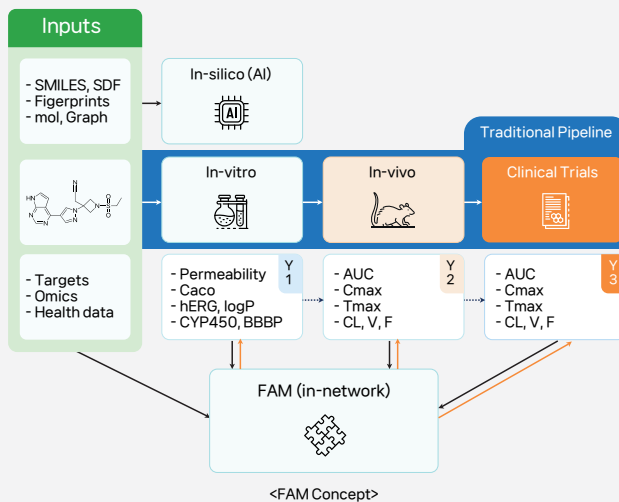 Inputs
- SMILES, SDF
- Figerprints
- mol, Graph
In-silico (AI)
AI
Traditional Pipeline
In-vitro
In-vivo
Clinical Trials
N
HN
N
N
N
N
N
O
S
O
- Targets
- Omics
- Health data
- Permeability
- Caco
- hERG, logP
- CYP450, BBBP
Y
1
- AUC
- Cmax
- Tmax
- CL, V, F
Y
2
- AUC
- Cmax
- Tmax
- CL, V, F
Y
3
FAM (in-network)
<FAM Concept>